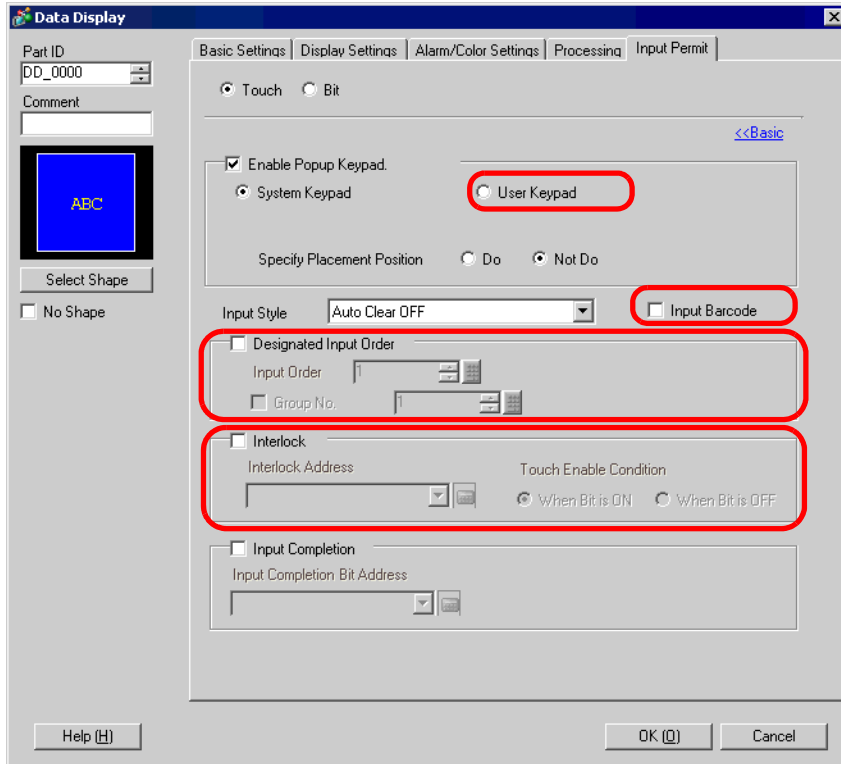 Data Display
Part ID
DD_0000
Comment
ABC
Select Shape
No Shape
Basic Settings Display Settings Alarm/Color Settings Processing Input Permit
Touch Bit
<<Basic
Enable Popup Keypad.
System Keypad User Keypad
Specify Placement Position Do Not Do
Input Style Auto Clear OFF Input Barcode
Designated Input Order
Input Order 1
Group No. 1
Interlock
Interlock Address Touch Enable Condition
When Bit is ON When Bit is OFF
Input Completion
Input Completion Bit Address
Help (H) OK (O) Cancel